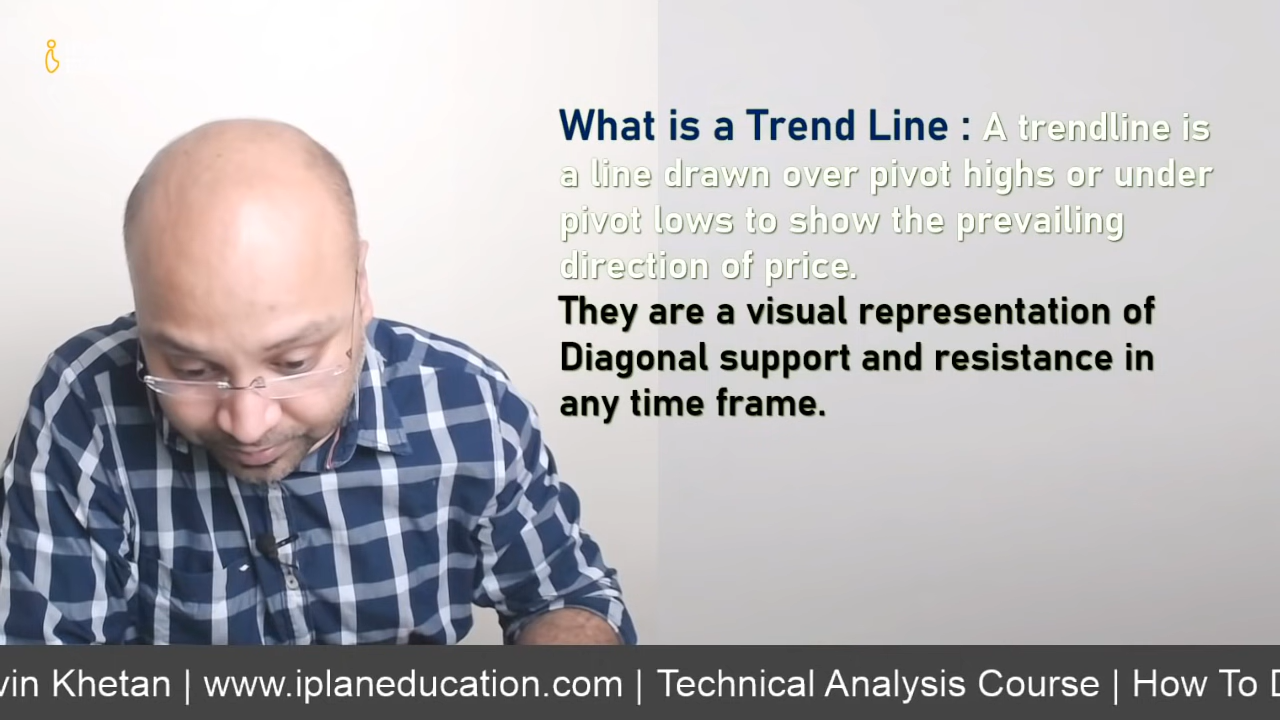 What is a Trend Line : A trendline is
a line drawn over pivot highs or under
pivot lows to show the prevailing
direction of price.
They are a visual representation of
Diagonal support and resistance in
any time frame.
vin Khetan | www.iplaneducation.com | Technical Analysis Course | How To D